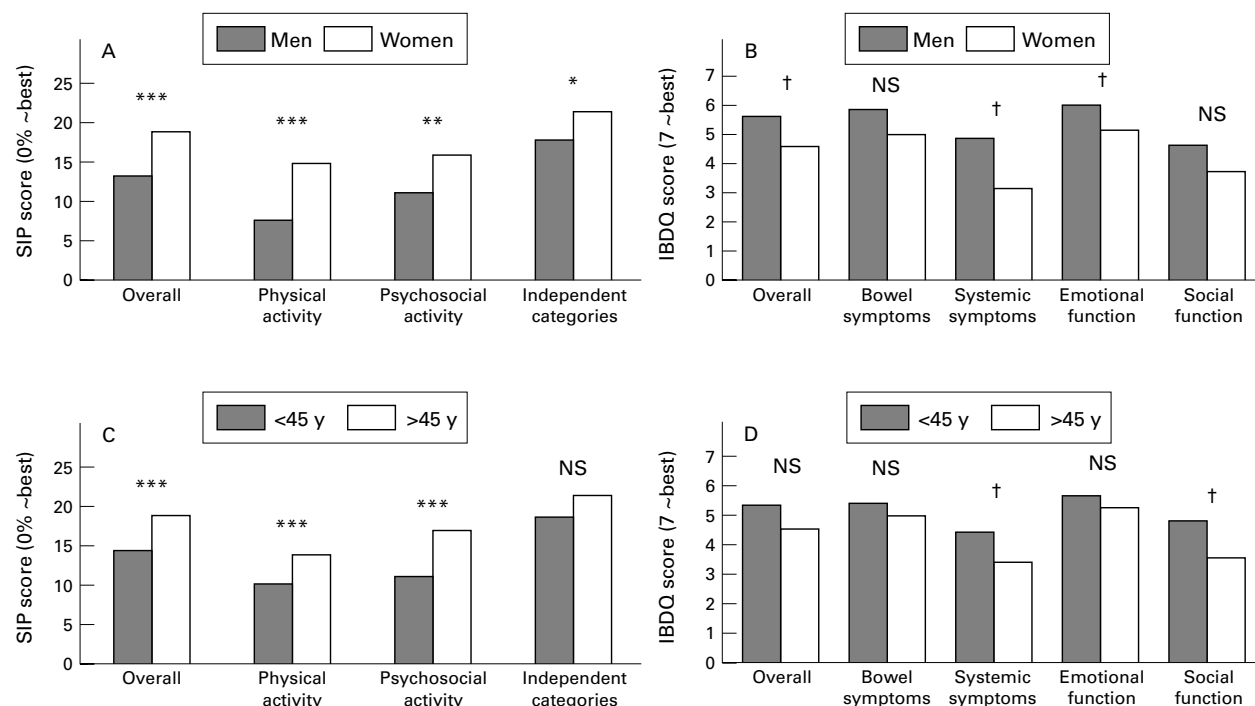 A
Men
Women
SIP score (0% ~best)
25
20
15
10
5
0
***
***
**
*
Overall
Physical
activity
Psychosocial
activity
Independent
categories
B
Men
Women
IBDQ score (7 ~best)
7
6
5
4
3
2
1
0
†
NS
†
†
NS
Overall
Bowel
symptoms
Systemic
symptoms
Emotional
function
Social
function
C
<45 y
>45 y
SIP score (0% ~best)
25
20
15
10
5
0
***
***
***
NS
Overall
Physical
activity
Psychosocial
activity
Independent
categories
D
<45 y
>45 y
IBDQ score (7 ~best)
7
6
5
4
3
2
1
0
NS
NS
†
NS
†
Overall
Bowel
symptoms
Systemic
symptoms
Emotional
function
Social
function